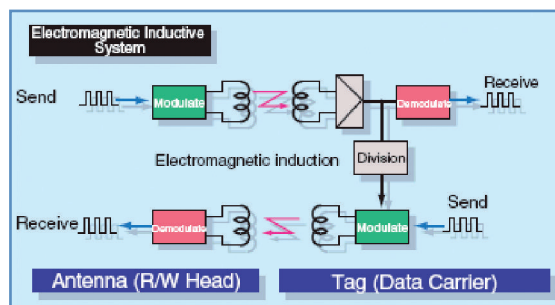 Electromagnetic Inductive
System
Send
Modulate
Demodulate
Receive
Electromagnetic induction
Division
Send
Receive
Demodulate
Modulate
Antenna (R/W Head)
Tag (Data Carrier)